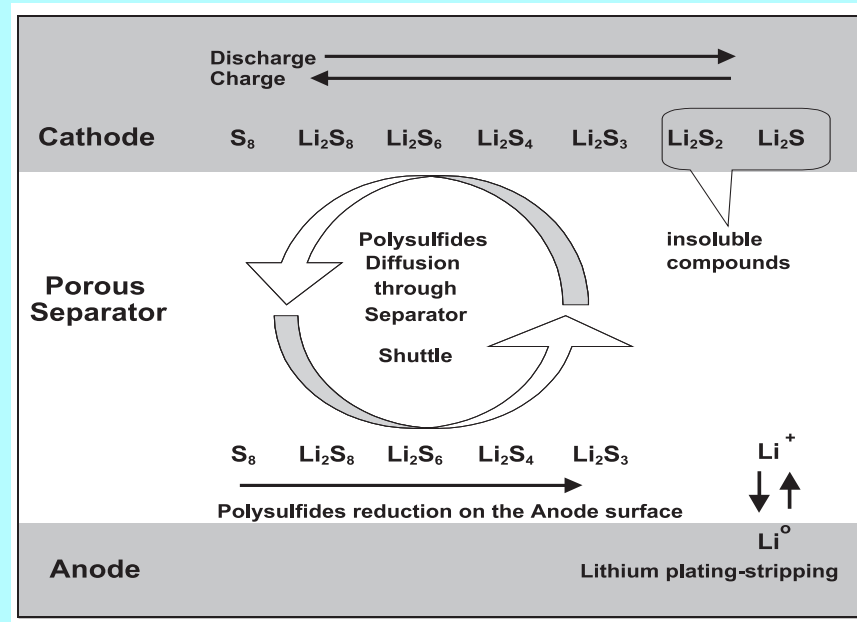 Discharge
Charge
Cathode
S₈ Li₂S₈ Li₂S₆ Li₂S₄ Li₂S₃ Li₂S₂ Li₂S
Polysulfides
Diffusion
through
Separator
Shuttle
insoluble
compounds
Porous
Separator
S₈ Li₂S₈ Li₂S₆ Li₂S₄ Li₂S₃
Li⁺
Polysulfides reduction on the Anode surface
Liº
Anode
Lithium plating-stripping